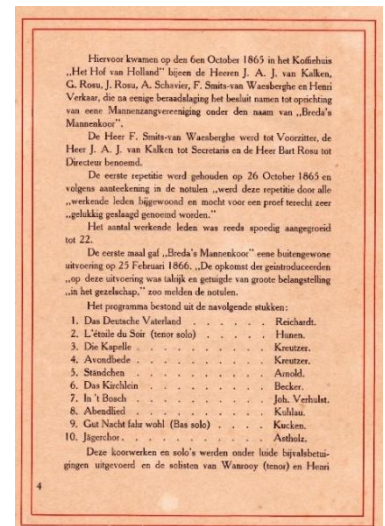 Hiervoor kwamen op den 6en October 1865 in het Koffiehuis
„Het Hof van Holland" bijeen de Heeren J. A. J. van Kalken,
G. Rosu, J. Rosu, A. Schavier, F. Smits-van Waesberghe en Henri
Verkaar, die na eenige beraadslaging het besluit namen tot oprichting
van eene Mannenzangvereeniging onder den naam van „Breda's
Mannenkoor".
De Heer F. Smits-van Waesberghe werd tot Voorzitter, de
Heer J. A. J. van Kalken tot Secretaris en de Heer Bart Rosu tot
Directeur benoemd.
De eerste repetitie werd gehouden op 26 October 1865 en
volgens aanteekening in de notulen „werd deze repetitie door alle
„werkende leden bijgewoond en mocht voor een proef terecht zeer
„gelukkig geslaagd genoemd worden."
Het aantal werkende leden was reeds spoedig aangegroeid
tot 22.
De eerste maal gaf „Breda's Mannenkoor" eene buitengewone
uitvoering op 25 Februari 1866. „De opkomst der geintroduceerden
„op deze uitvoering was talrijk en getuigde van groote belangstelling
„in het gezelschap." zoo melden de notulen.
Het programma bestond uit de navolgende stukken:
1. Das Deutsche Vaterland . . . . . Reichardt.
2. L'étoile du Soir (tenor solo) . . . . Hunen.
3. Die Kapelle . . . . . . . . Kreutzer.
4. Avondbede . . . . . . . . Kreutzer.
5. Ständchen . . . . . . . . Arnold.
6. Das Kirchlein . . . . . . . Becker.
7. In 't Bosch . . . . . . . . Joh. Verhulst.
8. Abendlied . . . . . . . . Kuhlau.
9. Gut Nacht fahr wohl (Bas solo) . . . Kucken.
10. Jägerchor . . . . . . . . . Astholz.
Deze koorwerken en solo's werden onder luide bijvalsbetui-
gingen uitgevoerd en de solisten van Wanrooy (tenor) en Henri
4